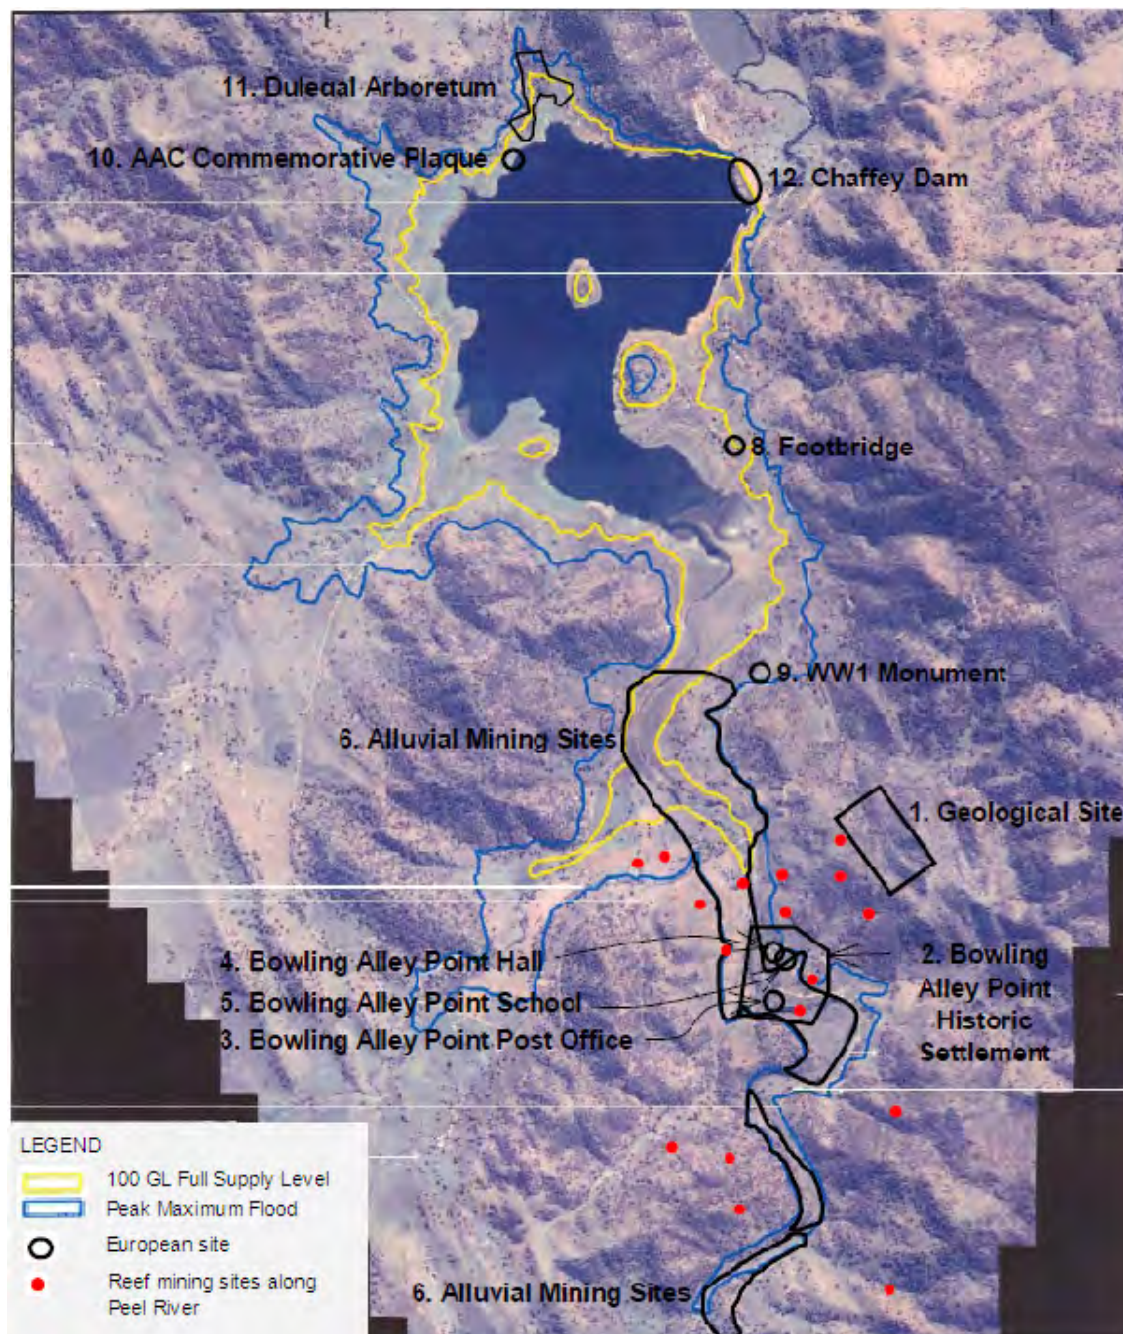 11. Dulegal Arboretum
10. AAC Commemorative Plaque
12. Chaffey Dam
8. Footbridge
9. WW1 Monument
6. Alluvial Mining Sites
1. Geological Site
4. Bowling Alley Point Hall
5. Bowling Alley Point School
3. Bowling Alley Point Post Office
2. Bowling
Alley Point
Historic
Settlement
LEGEND
100 GL Full Supply Level
Peak Maximum Flood
European site
Reef mining sites along
Peel River
6. Alluvial Mining Sites